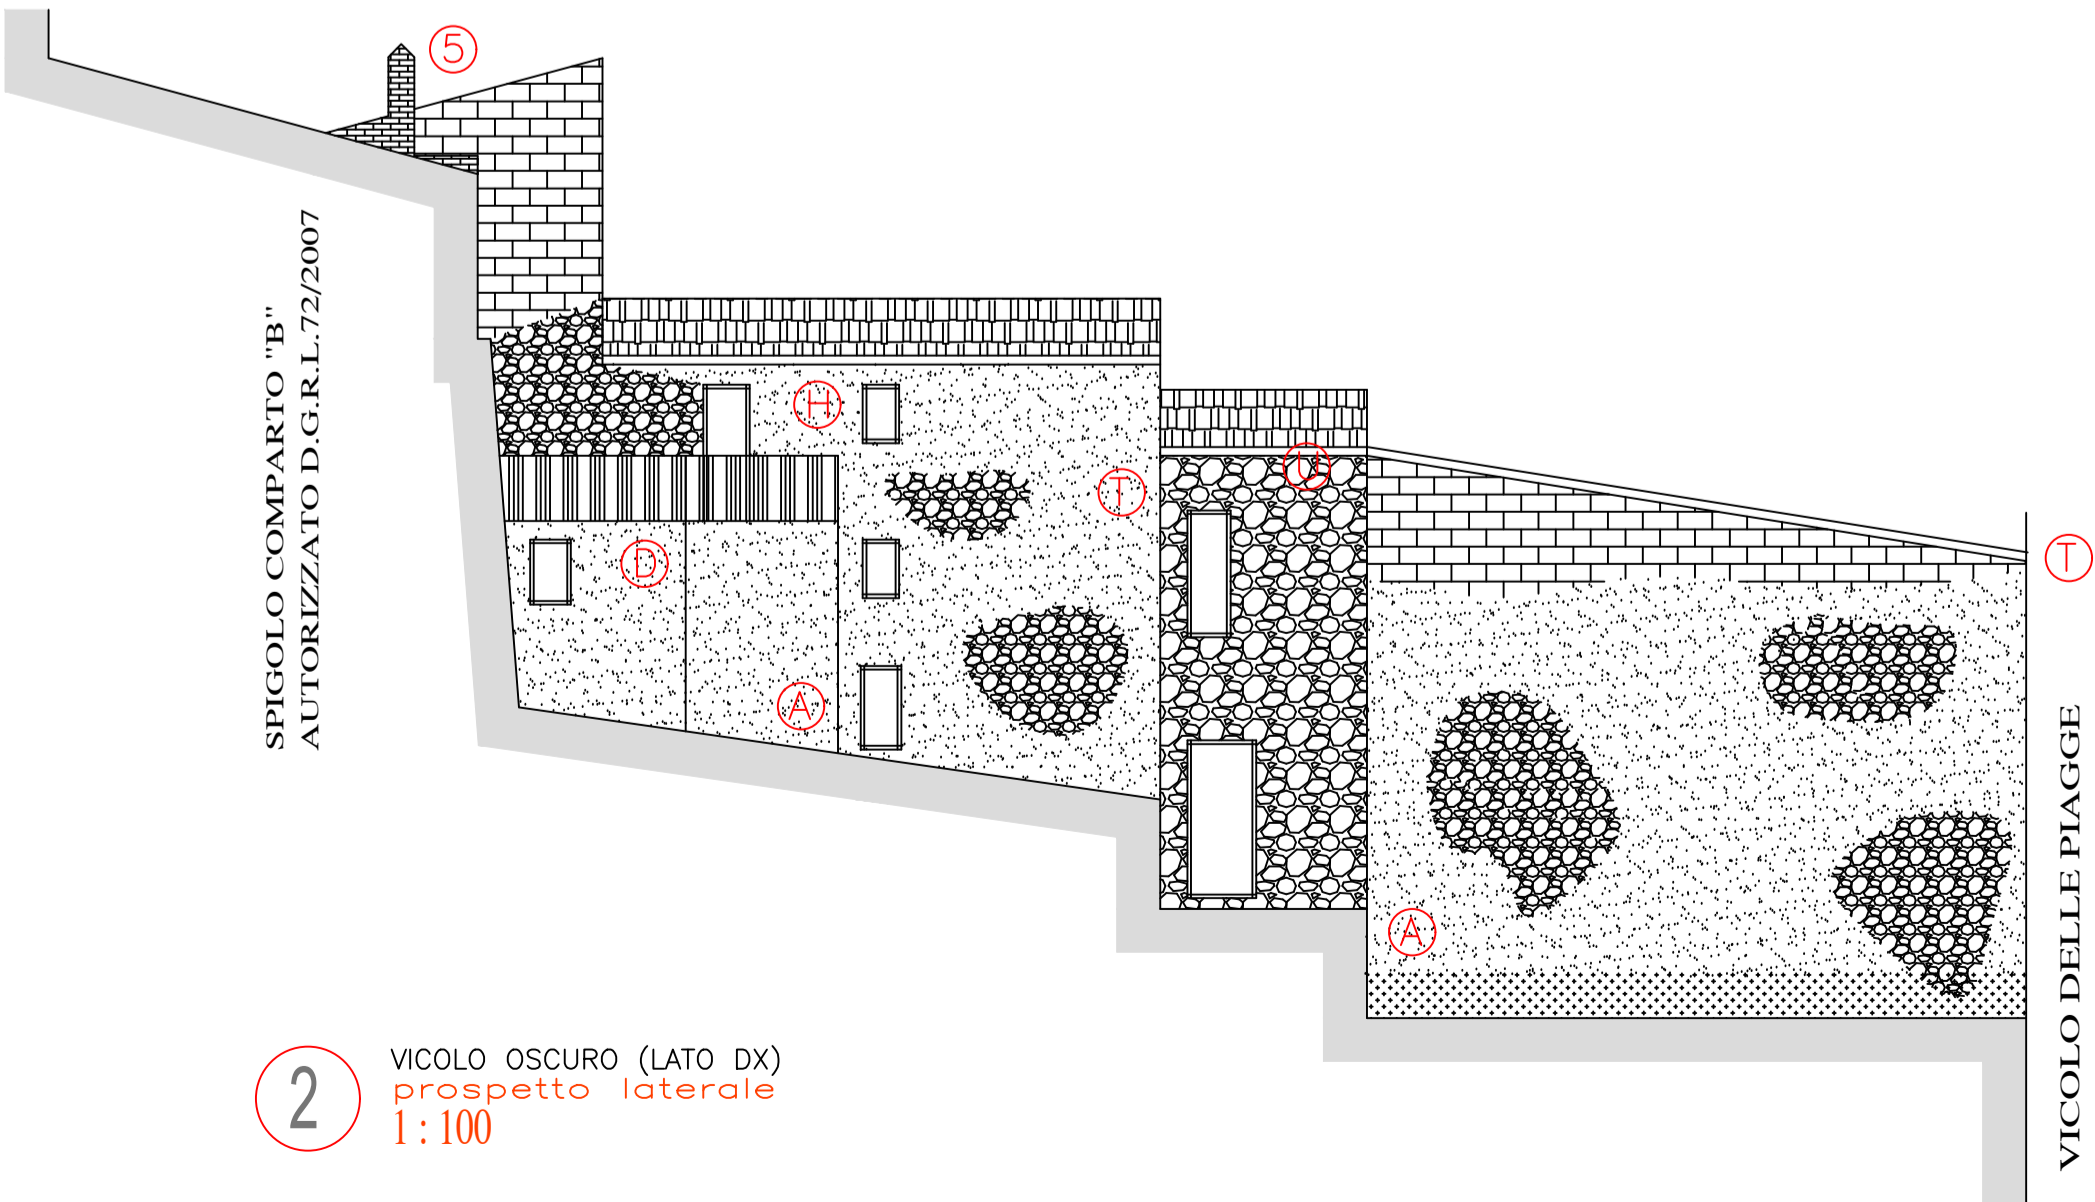 5
SPIGOLO COMPARTO "B"
AUTORIZZATO D.G.R.L.72/2007
H
T
U
D
T
A
A
VICOLO DELLE PIAGGE
2
VICOLO OSCURO (LATO DX)
prospetto laterale
1 : 100